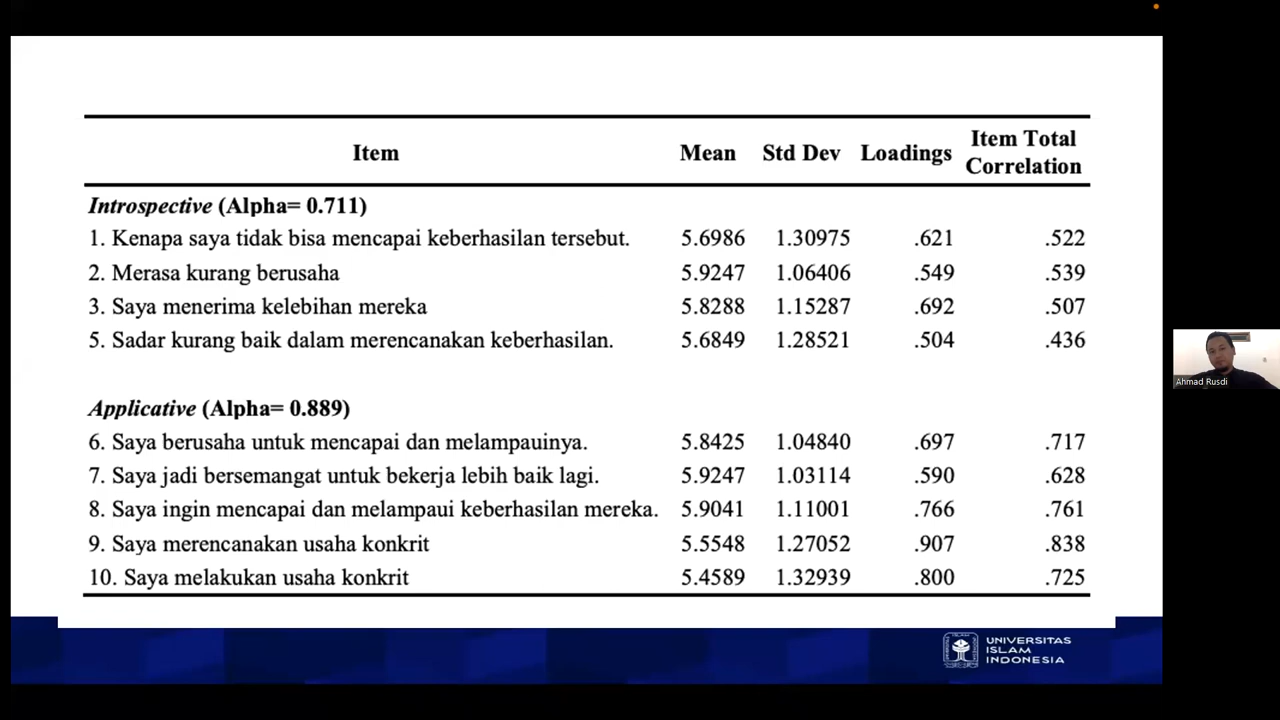 Item Mean Std Dev Loadings Item Total Correlation
Introspective (Alpha= 0.711)
1. Kenapa saya tidak bisa mencapai keberhasilan tersebut. 5.6986 1.30975 .621 .522
2. Merasa kurang berusaha 5.9247 1.06406 .549 .539
3. Saya menerima kelebihan mereka 5.8288 1.15287 .692 .507
5. Sadar kurang baik dalam merencanakan keberhasilan. 5.6849 1.28521 .504 .436
Applicative (Alpha= 0.889)
6. Saya berusaha untuk mencapai dan melampauinya. 5.8425 1.04840 .697 .717
7. Saya jadi bersemangat untuk bekerja lebih baik lagi. 5.9247 1.03114 .590 .628
8. Saya ingin mencapai dan melampaui keberhasilan mereka. 5.9041 1.11001 .766 .761
9. Saya merencanakan usaha konkrit 5.5548 1.27052 .907 .838
10. Saya melakukan usaha konkrit 5.4589 1.32939 .800 .725
UNIVERSITAS
ISLAM
INDONESIA
Ahmad Rusdi